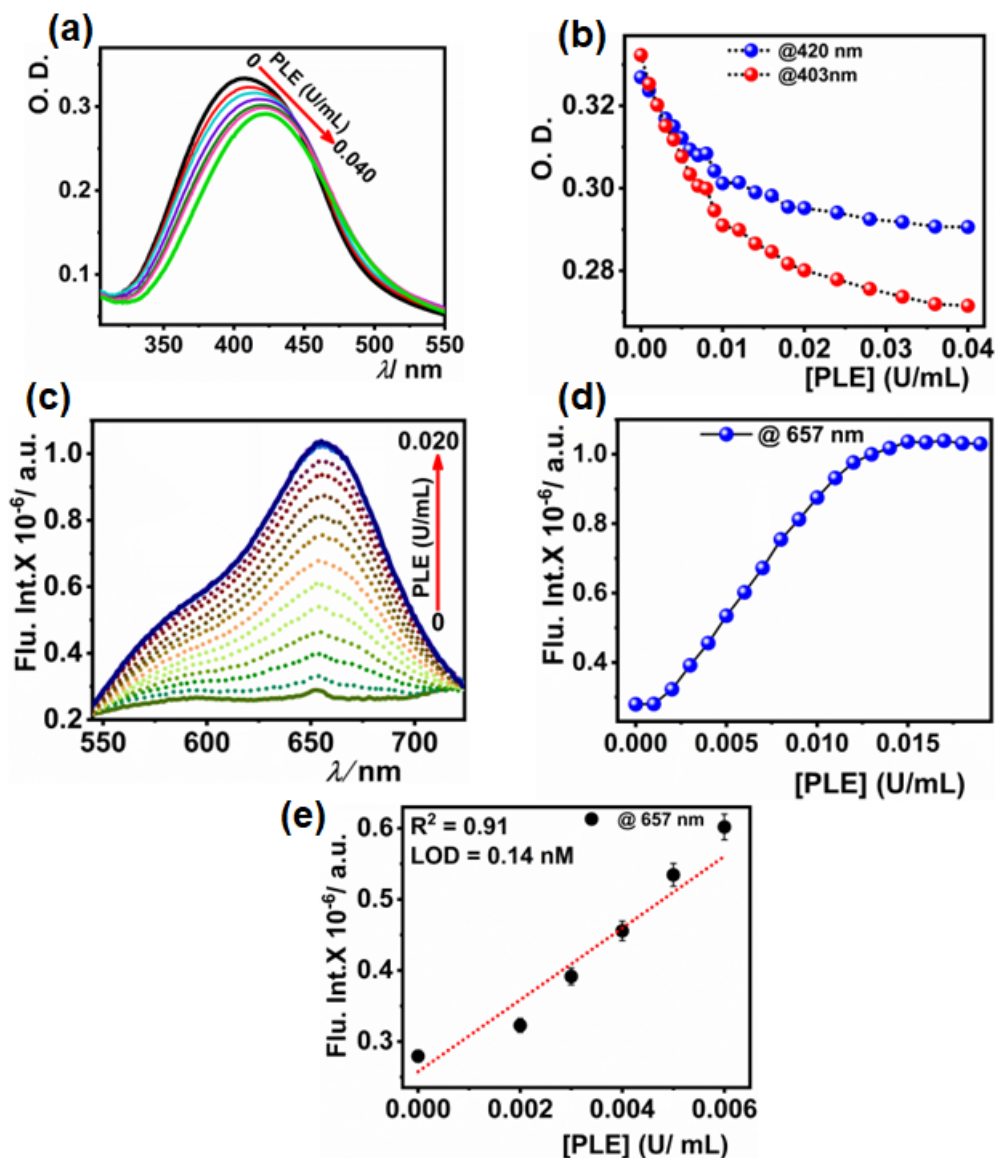 (a)
O. D.
0.3
0.2
0.1
0
PLE (U/mL)
0.040
350 400 450 500 550
λ/ nm
(b)
@420 nm
@403nm
O. D.
0.32
0.30
0.28
0.00 0.01 0.02 0.03 0.04
[PLE] (U/mL)
(c)
Flu. Int.X 10⁻⁶/ a.u.
1.0
0.8
0.6
0.4
0.2
0.020
PLE (U/mL)
0
550 600 650 700
λ/nm
(d)
@ 657 nm
Flu. Int.X 10⁻⁶/ a.u.
1.0
0.8
0.6
0.4
0.000 0.005 0.010 0.015
[PLE] (U/mL)
(e)
R² = 0.91
@ 657 nm
LOD = 0.14 nM
Flu. Int.X 10⁻⁶/ a.u.
0.6
0.5
0.4
0.3
0.000 0.002 0.004 0.006
[PLE] (U/ mL)